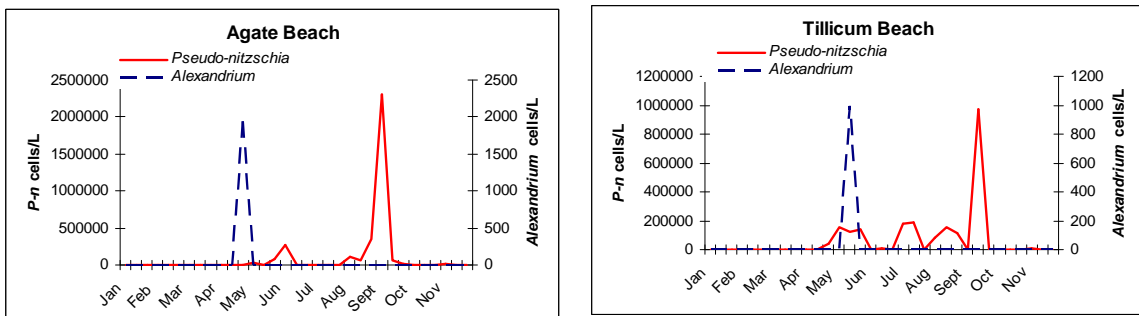 Agate Beach
Pseudo-nitzschia
Alexandrium
2500000
2000000
1500000
1000000
500000
0
P-n cells/L
2500
2000
1500
1000
500
0
Alexandrium cells/L
Jan Feb Mar Apr May Jun Jul Aug Sept Oct Nov
Tillicum Beach
Pseudo-nitzschia
Alexandrium
1200000
1000000
800000
600000
400000
200000
0
P-n cells/L
1200
1000
800
600
400
200
0
Alexandrium cells/L
Jan Feb Mar Apr May Jun Jul Aug Sept Oct Nov